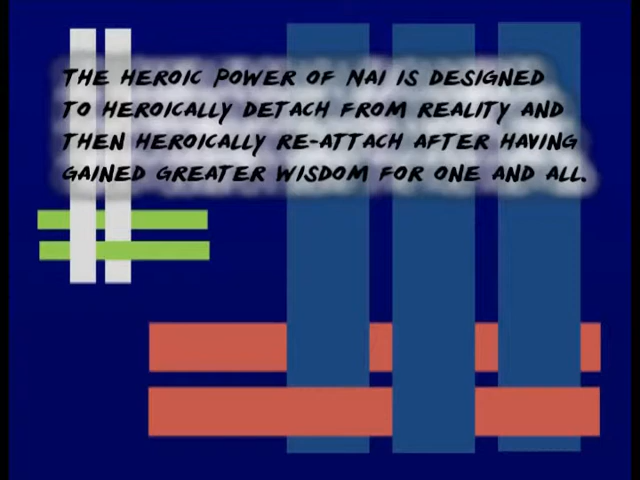 THE HEROIC POWER OF NAI IS DESIGNED
TO HEROICALLY DETACH FROM REALITY AND
THEN HEROICALLY RE-ATTACH AFTER HAVING
GAINED GREATER WISDOM FOR ONE AND ALL.